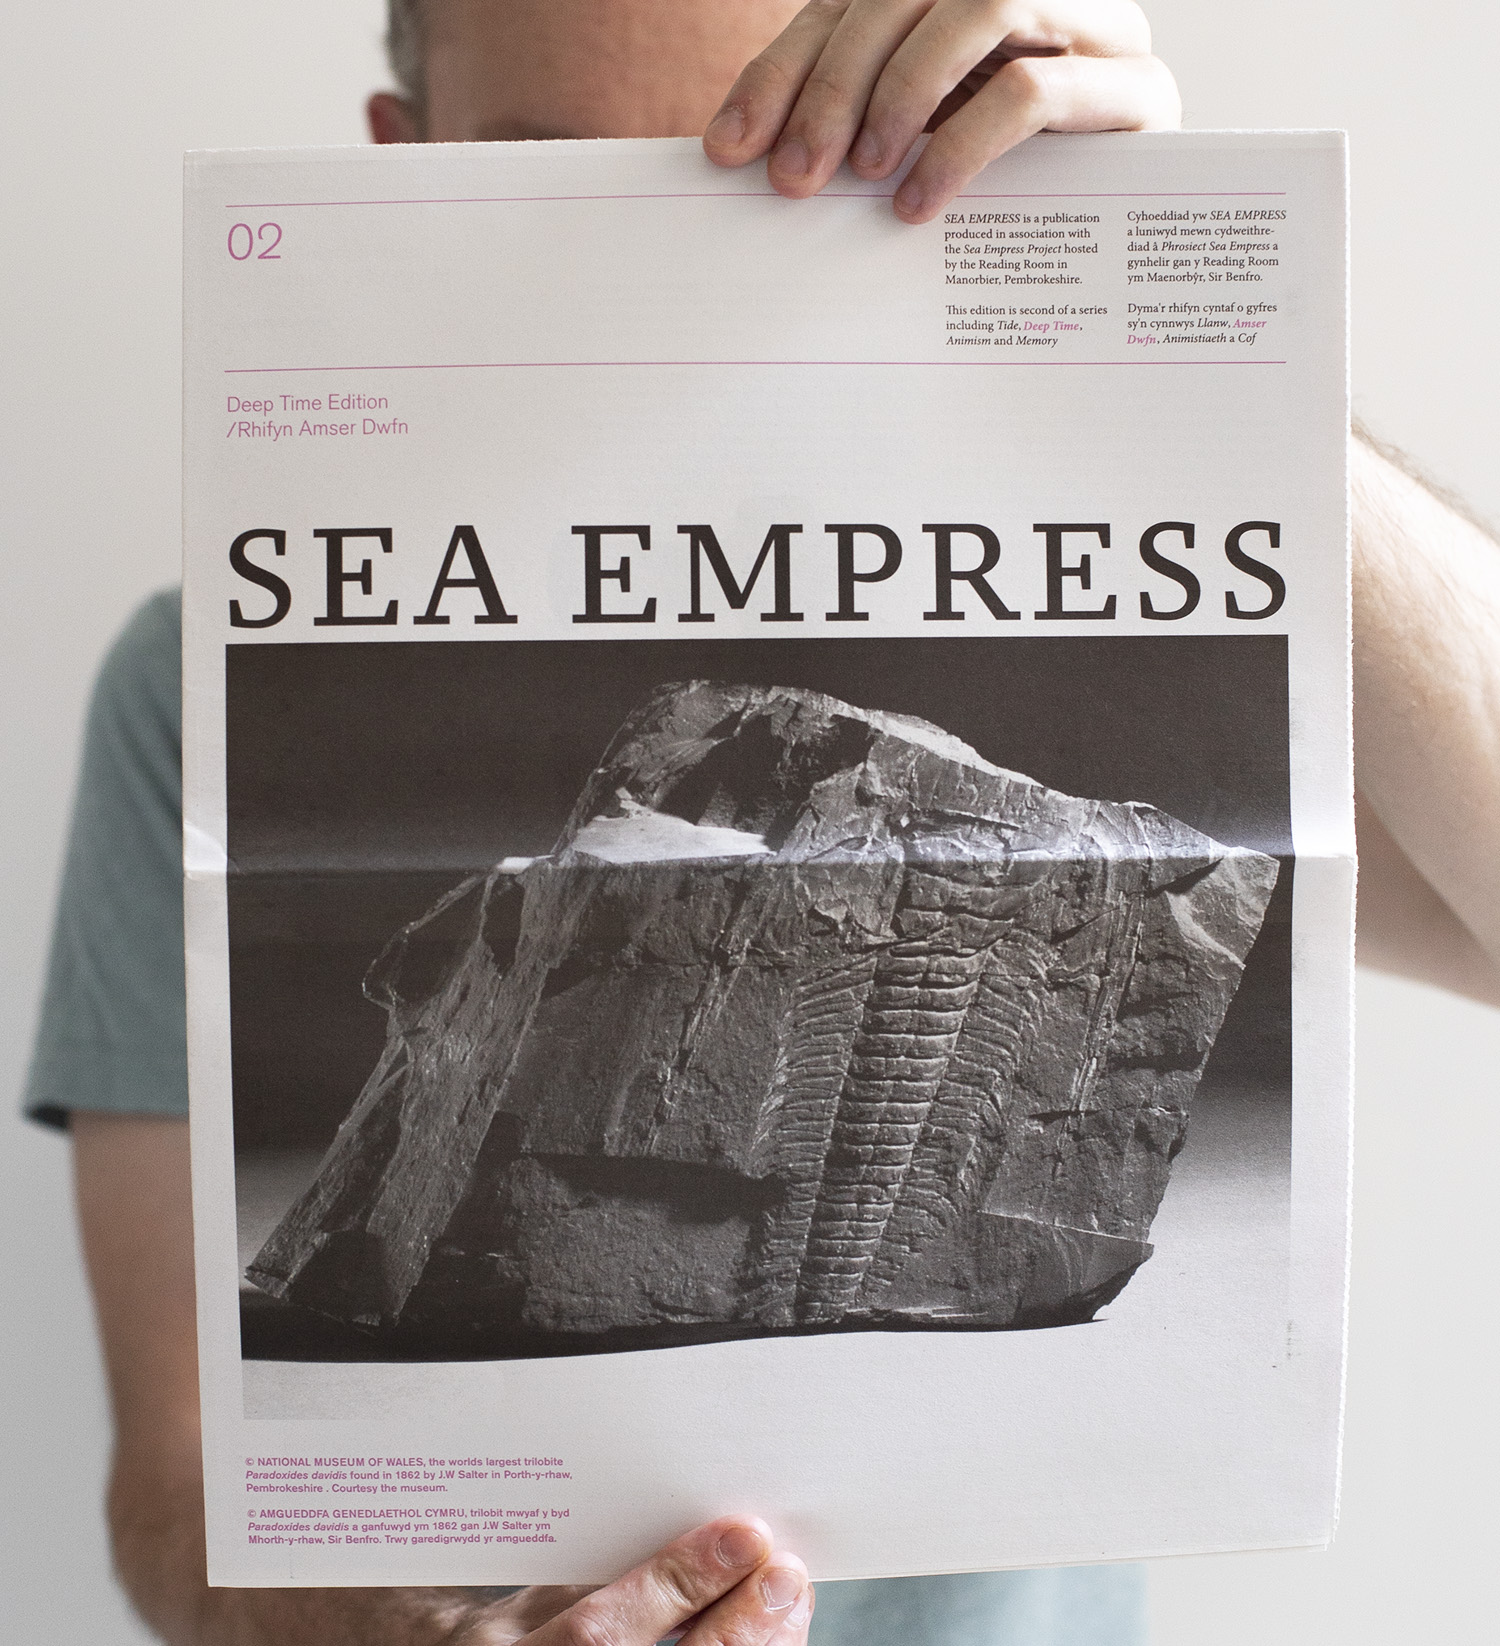 02
SEA EMPRESS is a publication
produced in association with
the Sea Empress Project hosted
by the Reading Room in
Manorbier, Pembrokeshire.
This edition is second of a series
including Tide, Deep Time,
Animism and Memory
Cyhoeddiad yw SEA EMPRESS
a luniwyd mewn cydweithre-
diad â Phrosiect Sea Empress a
gynhelir gan y Reading Room
ym Maenorbŷr, Sir Benfro.
Dyma'r rhifyn cyntaf o gyfres
sy'n cynnwys Llanw, Amser
Dwfn, Animistiaeth a Cof
Deep Time Edition
/Rhifyn Amser Dwfn
SEA EMPRESS
© NATIONAL MUSEUM OF WALES, the worlds largest trilobite
Paradoxides davidis found in 1862 by J.W Salter in Porth-y-rhaw,
Pembrokeshire . Courtesy the museum.
© AMGUEDDFA GENEDLAETHOL CYMRU, trilobit mwyaf y byd
Paradoxides davidis a ganfuwyd ym 1862 gan J.W Salter ym
Mhorth-y-rhaw, Sir Benfro. Trwy garedigrwydd yr amgueddfa.